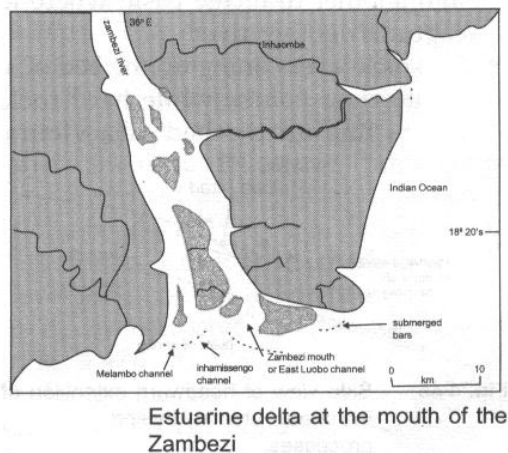 36° E
zambezi river
Inhaombe
Indian Ocean
18° 20's
submerged
bars
Zambezi mouth
or East Luobo channel
inhamissengo
channel
Melambo channel
0 10
km
Estuarine delta at the mouth of the
Zambezi